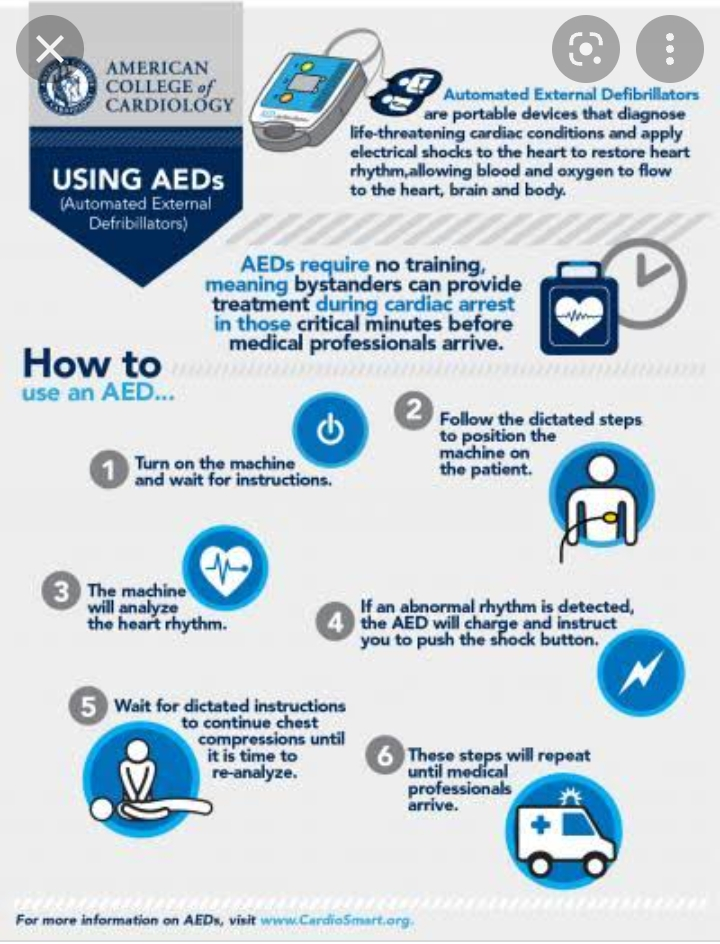 AMERICAN
COLLEGE of
CARDIOLOGY
USING AEDs
(Automated External
Defribillators)
Automated External Defibrillators
are portable devices that diagnose
life-threatening cardiac conditions and apply
electrical shocks to the heart to restore heart
rhythm,allowing blood and oxygen to flow
to the heart, brain and body.
AEDs require no training,
meaning bystanders can provide
treatment during cardiac arrest
in those critical minutes before
medical professionals arrive.
How to
use an AED...
1
Turn on the machine
and wait for instructions.
2
Follow the dictated steps
to position the
machine on
the patient.
3
The machine
will analyze
the heart rhythm.
4
If an abnormal rhythm is detected,
the AED will charge and instruct
you to push the shock button.
5
Wait for dictated instructions
to continue chest
compressions until
it is time to
re-analyze.
6
These steps will repeat
until medical
professionals
arrive.
For more information on AEDs, visit www.CardioSmart.org.